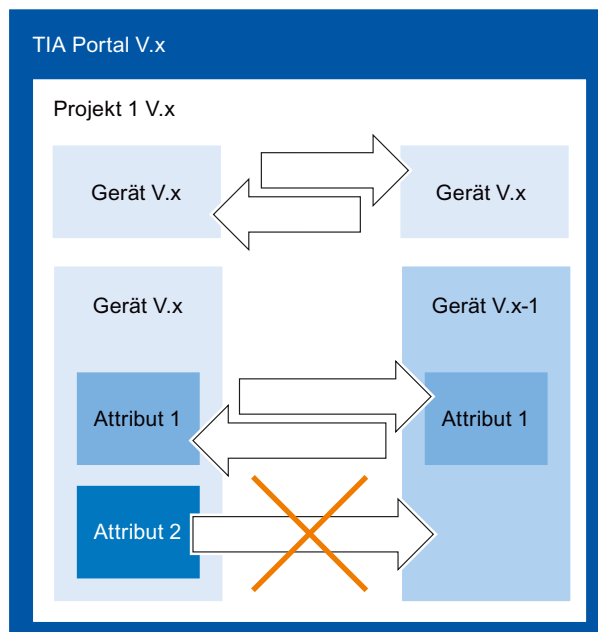 TIA Portal V.x
Projekt 1 V.x
Gerät V.x
Gerät V.x
Gerät V.x
Gerät V.x-1
Attribut 1
Attribut 1
Attribut 2